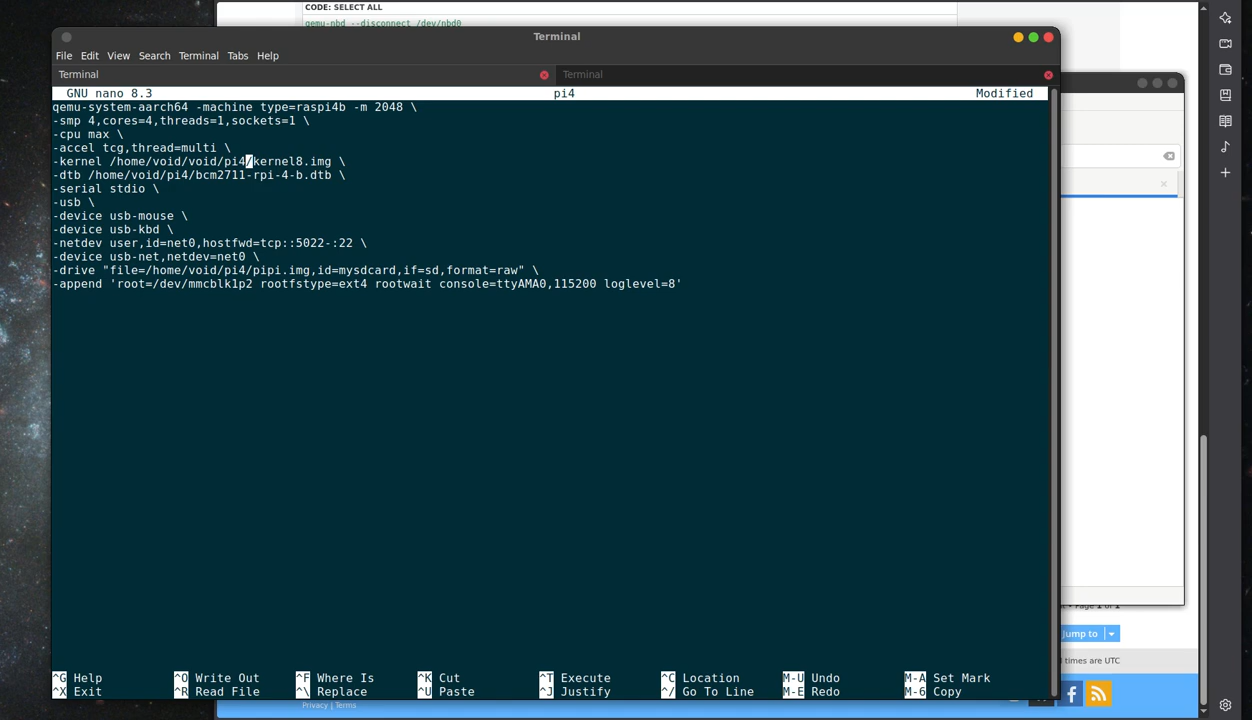 CODE: SELECT ALL
qemu-nbd --disconnect /dev/nbd0
Terminal
File Edit View Search Terminal Tabs Help
Terminal
Terminal
GNU nano 8.3 pi4 Modified
qemu-system-aarch64 -machine type=raspi4b -m 2048 \
-smp 4,cores=4,threads=1,sockets=1 \
-cpu max \
-accel tcg,thread=multi \
-kernel /home/void/void/pi4/kernel8.img \
-dtb /home/void/pi4/bcm2711-rpi-4-b.dtb \
-serial stdio \
-usb \
-device usb-mouse \
-device usb-kbd \
-netdev user,id=net0,hostfwd=tcp::5022-:22 \
-device usb-net,netdev=net0 \
-drive "file=/home/void/pi4/pipi.img,id=mysdcard,if=sd,format=raw" \
-append 'root=/dev/mmcblk1p2 rootfstype=ext4 rootwait console=ttyAMA0,115200 loglevel=8'
Page 1 of 1
Jump to
times are UTC
^G Help ^O Write Out ^F Where Is ^K Cut ^T Execute ^C Location M-U Undo M-A Set Mark
^X Exit ^R Read File ^\ Replace ^U Paste ^J Justify ^/ Go To Line M-E Redo M-6 Copy
Privacy | Terms